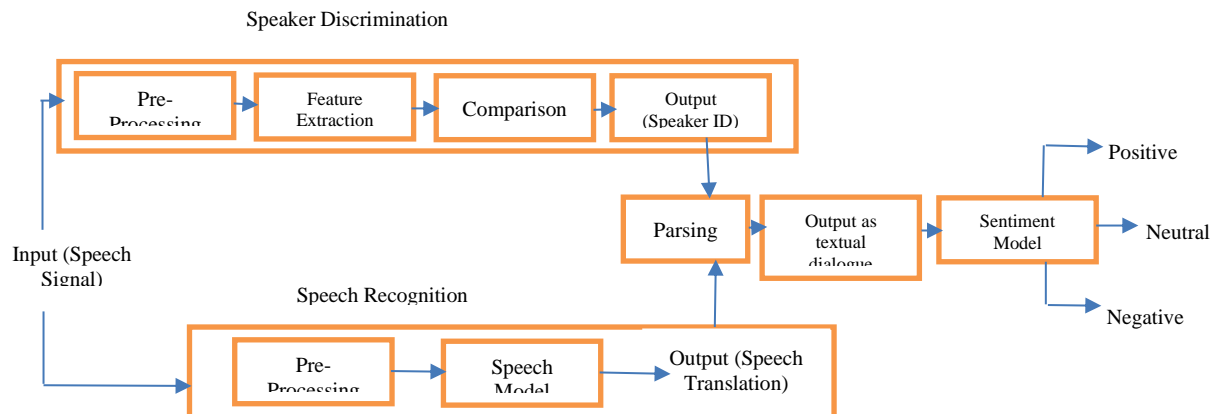 Speaker Discrimination
Pre-
Processing
Feature
Extraction
Comparison
Output
(Speaker ID)
Positive
Parsing
Output as
textual
dialogue
Sentiment
Model
Neutral
Input (Speech
Signal)
Speech Recognition
Negative
Pre-
Processing
Speech
Model
Output (Speech
Translation)